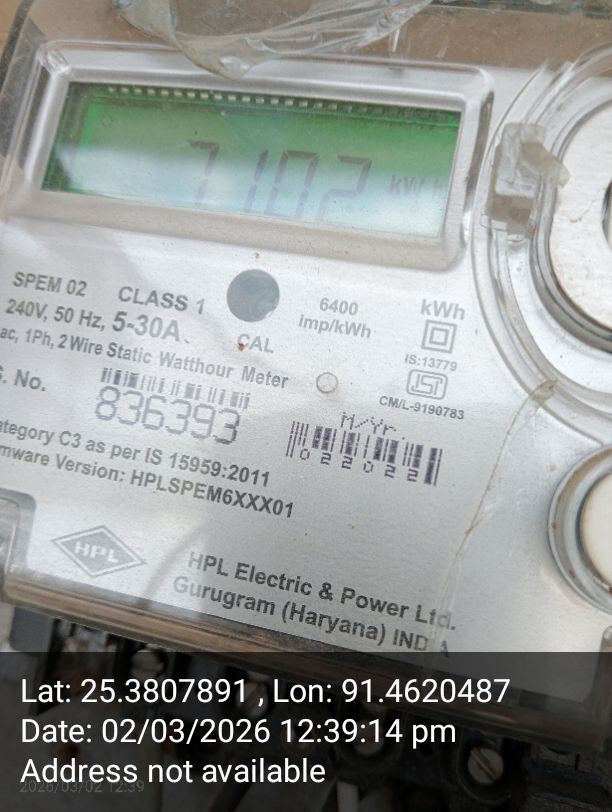 7102 kWh
SPEM 02 CLASS 1
240V, 50 Hz, 5-30A
ac, 1Ph, 2 Wire Static Watthour Meter
CAL
6400
imp/kWh
kWh
IS:13779
ISI
CM/L-9190783
S. No.
836393
M/Yr.
022022
ategory C3 as per IS 15959:2011
mware Version: HPLSPEM6XXX01
HPL
HPL Electric & Power Ltd.
Gurugram (Haryana) INDIA
Lat: 25.3807891 , Lon: 91.4620487
Date: 02/03/2026 12:39:14 pm
Address not available
2026/03/02 12:39